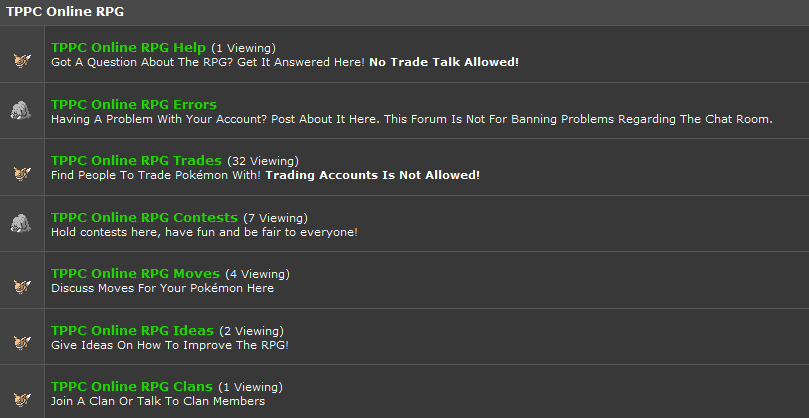 TPPC Online RPG
TPPC Online RPG Help (1 Viewing)
Got A Question About The RPG? Get It Answered Here! No Trade Talk Allowed!
TPPC Online RPG Errors
Having A Problem With Your Account? Post About It Here. This Forum Is Not For Banning Problems Regarding The Chat Room.
TPPC Online RPG Trades (32 Viewing)
Find People To Trade Pokémon With! Trading Accounts Is Not Allowed!
TPPC Online RPG Contests (7 Viewing)
Hold contests here, have fun and be fair to everyone!
TPPC Online RPG Moves (4 Viewing)
Discuss Moves For Your Pokémon Here
TPPC Online RPG Ideas (2 Viewing)
Give Ideas On How To Improve The RPG!
TPPC Online RPG Clans (1 Viewing)
Join A Clan Or Talk To Clan Members